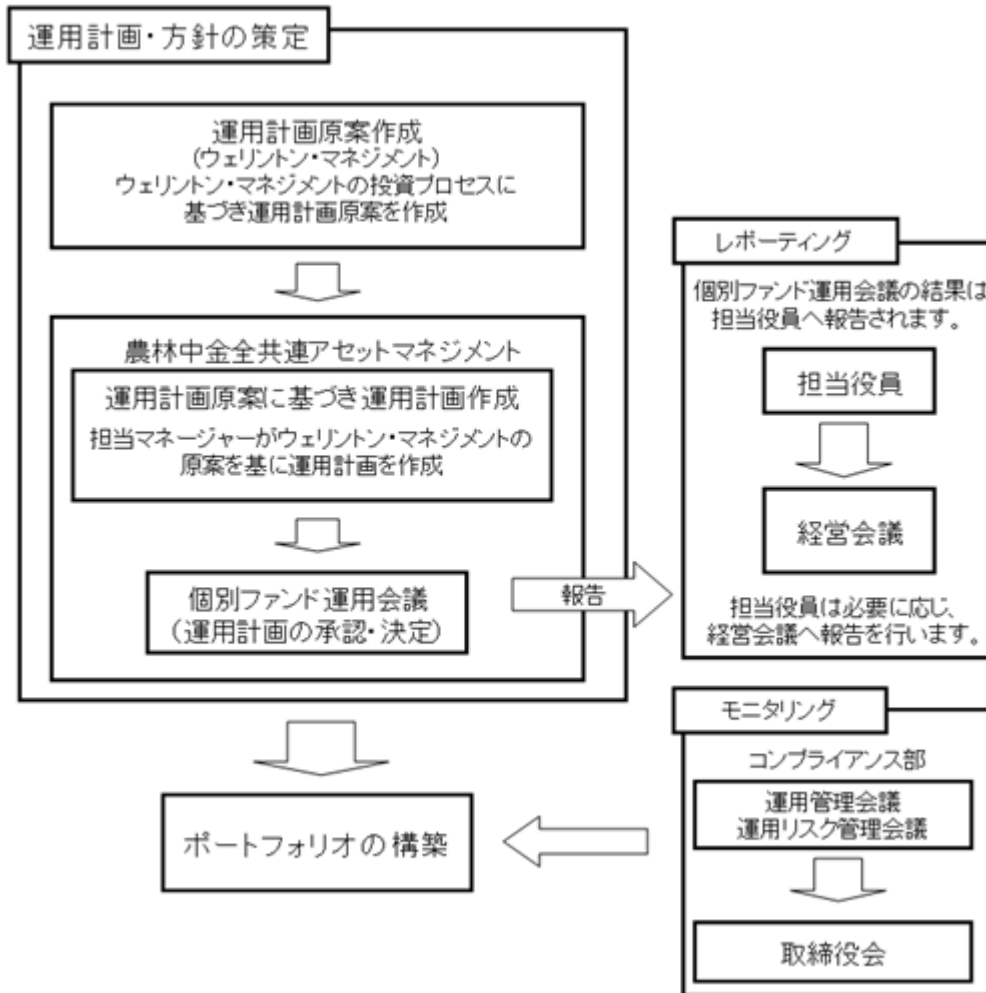 運用計画・方針の策定
運用計画原案作成
(ウェリントン・マネジメント)
ウェリントン・マネジメントの投資プロセスに
基づき運用計画原案を作成
農林中金全共連アセットマネジメント
運用計画原案に基づき運用計画作成
担当マネージャーがウェリントン・マネジメントの
原案を基に運用計画を作成
個別ファンド運用会議
(運用計画の承認・決定)
報告
レポーティング
個別ファンド運用会議の結果は
担当役員へ報告されます。
担当役員
経営会議
担当役員は必要に応じ、
経営会議へ報告を行います。
モニタリング
コンプライアンス部
運用管理会議
運用リスク管理会議
取締役会
ポートフォリオの構築